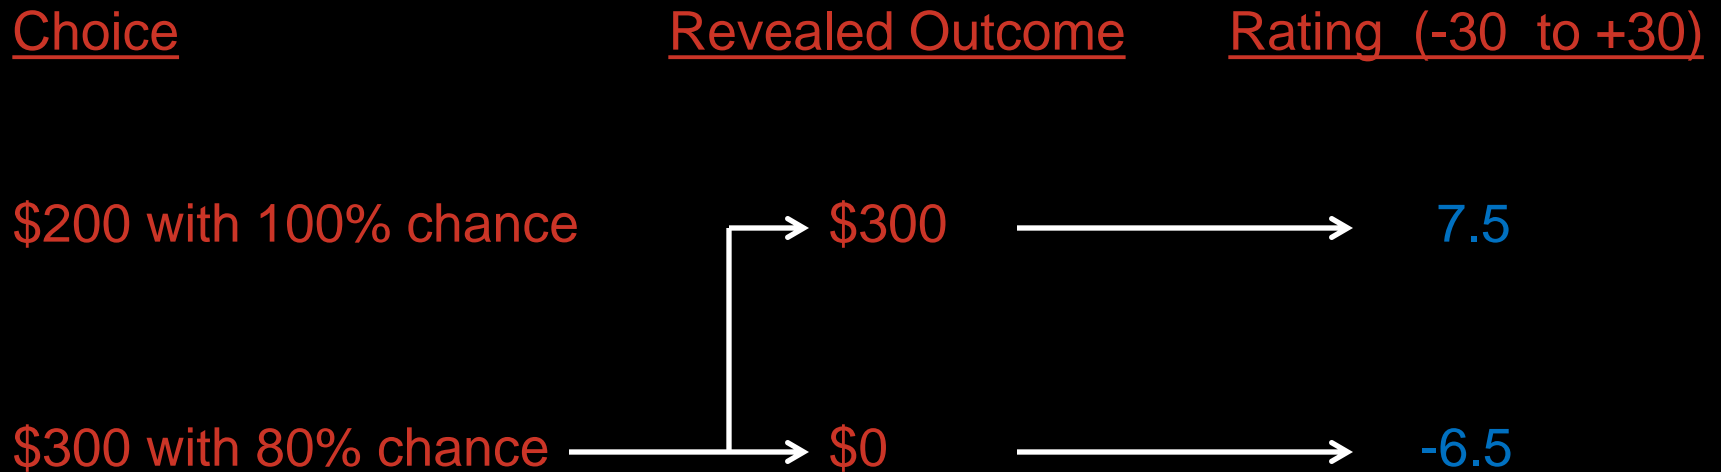 Choice Revealed Outcome Rating (-30 to +30)
$200 with 100% chance $300 7.5
$300 with 80% chance $0 -6.5